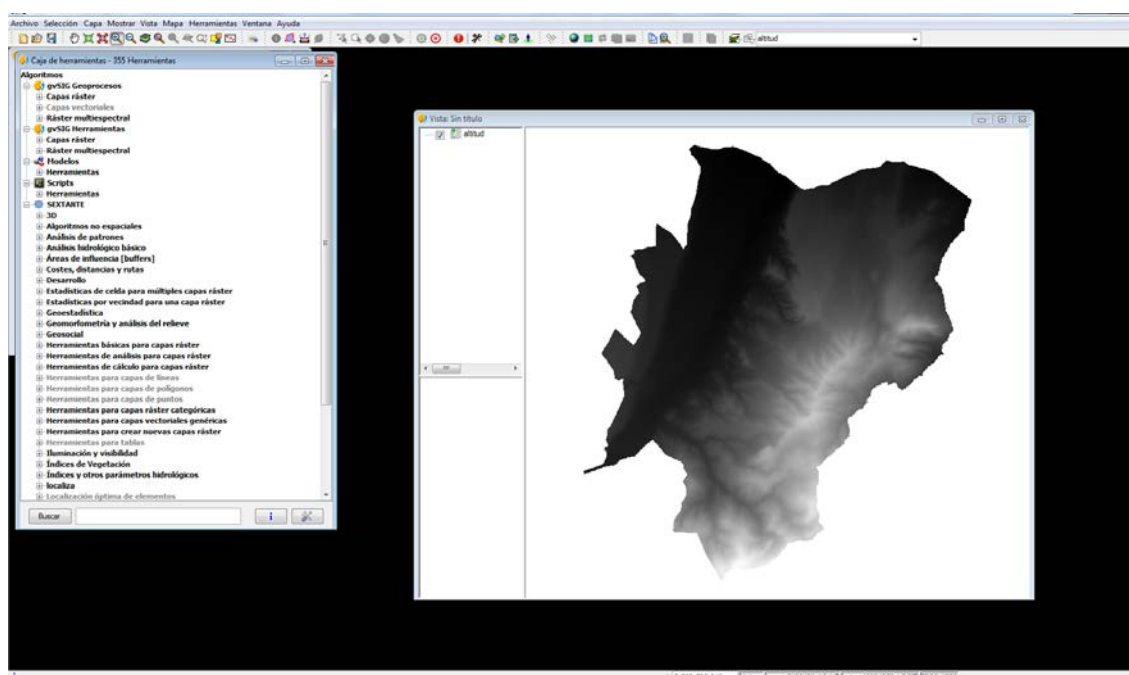 Archivo Selección Capa Mostrar Vista Mapa Herramientas Ventana Ayuda
altitud
Caja de herramientas - 355 Herramientas
Algoritmos
gvSIG Geoprocesos
Capas ráster
Capas vectoriales
Ráster multiespectral
gvSIG Herramientas
Capas ráster
Ráster multiespectral
Modelos
Herramientas
Scripts
Herramientas
SEXTANTE
3D
Algoritmos no espaciales
Análisis de patrones
Análisis hidrológico básico
Áreas de influencia [buffers]
Costes, distancias y rutas
Desarrollo
Estadísticas de celda para múltiples capas ráster
Estadísticas por vecindad para una capa ráster
Geoestadística
Geomorfometría y análisis del relieve
Geosocial
Herramientas básicas para capas ráster
Herramientas de análisis para capas ráster
Herramientas de cálculo para capas ráster
Herramientas para capas de líneas
Herramientas para capas de polígonos
Herramientas para capas de puntos
Herramientas para capas ráster categóricas
Herramientas para capas vectoriales genéricas
Herramientas para crear nuevas capas ráster
Herramientas para tablas
Iluminación y visibilidad
Índices de Vegetación
Índices y otros parámetros hidrológicos
localiza
Localización óptima de elementos
Buscar
Vista: Sin título
altitud